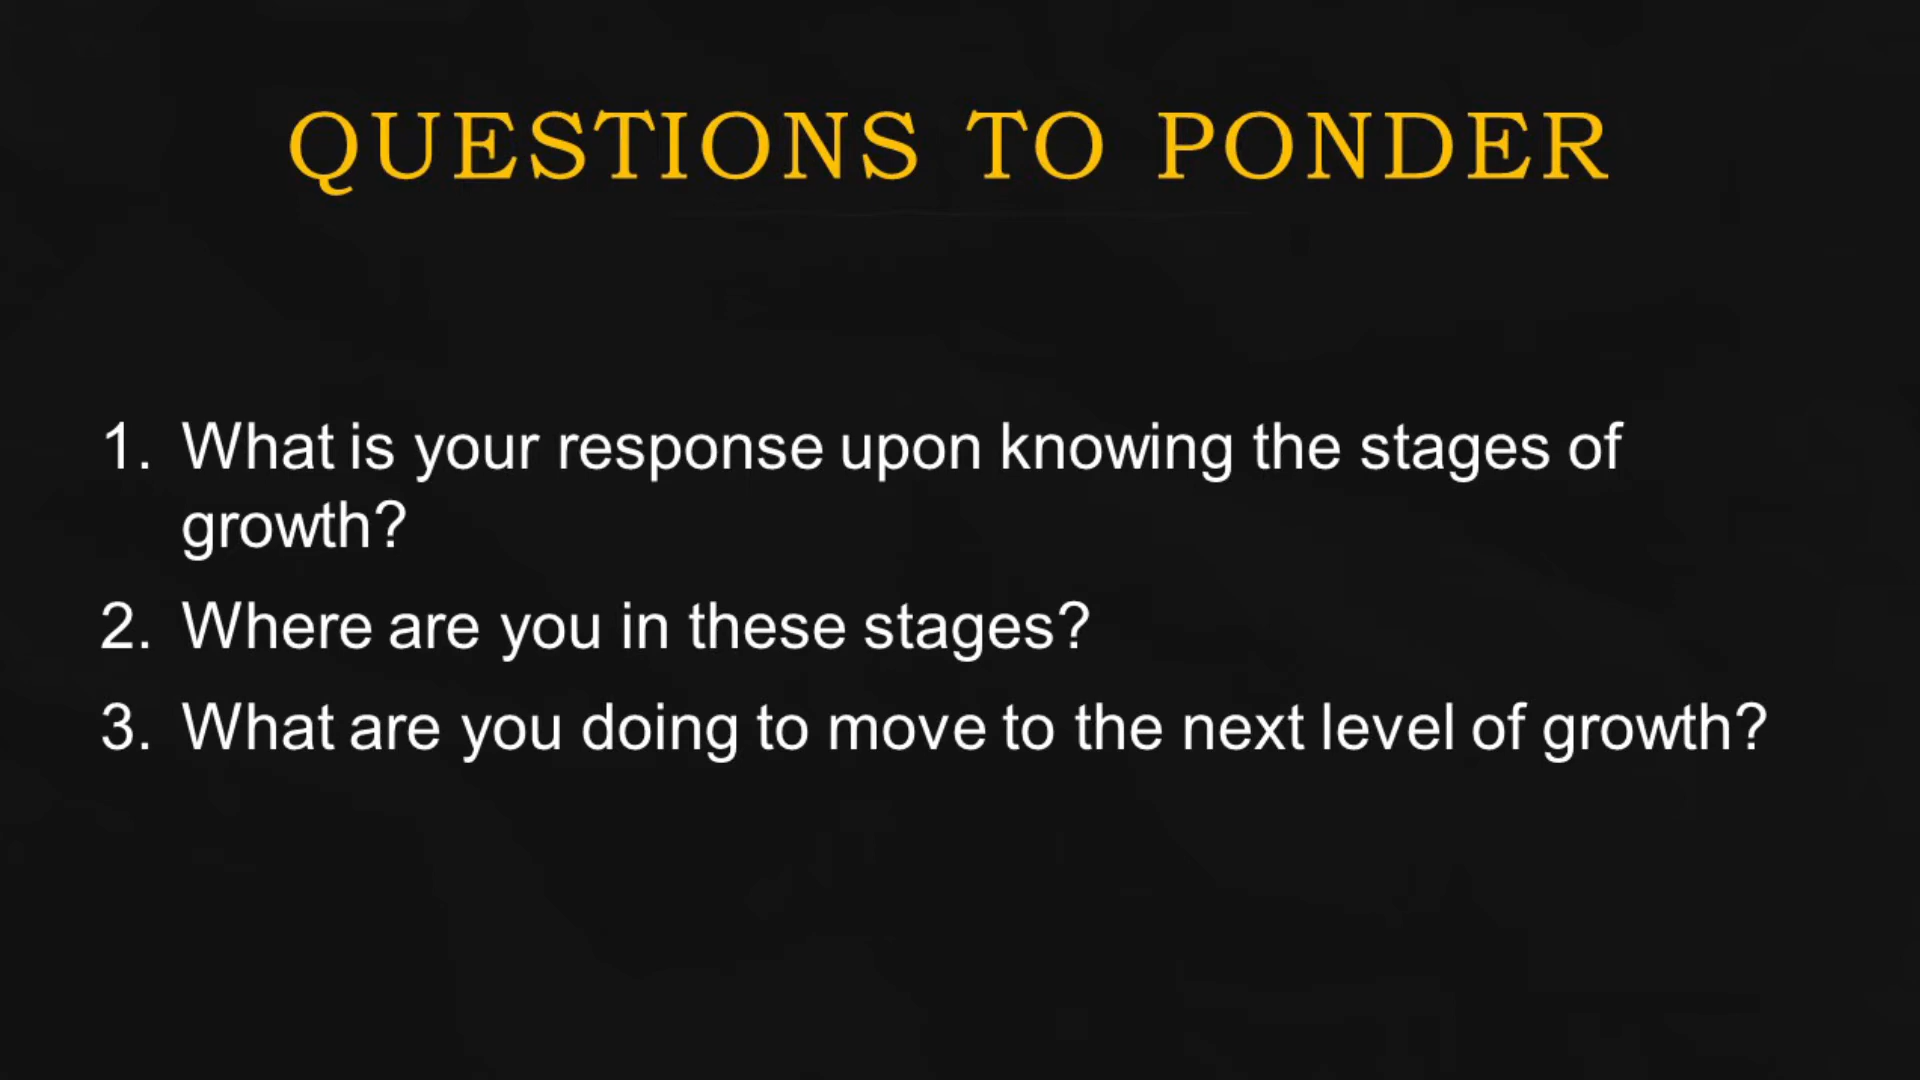 QUESTIONS TO PONDER
1. What is your response upon knowing the stages of
growth?
2. Where are you in these stages?
3. What are you doing to move to the next level of growth?